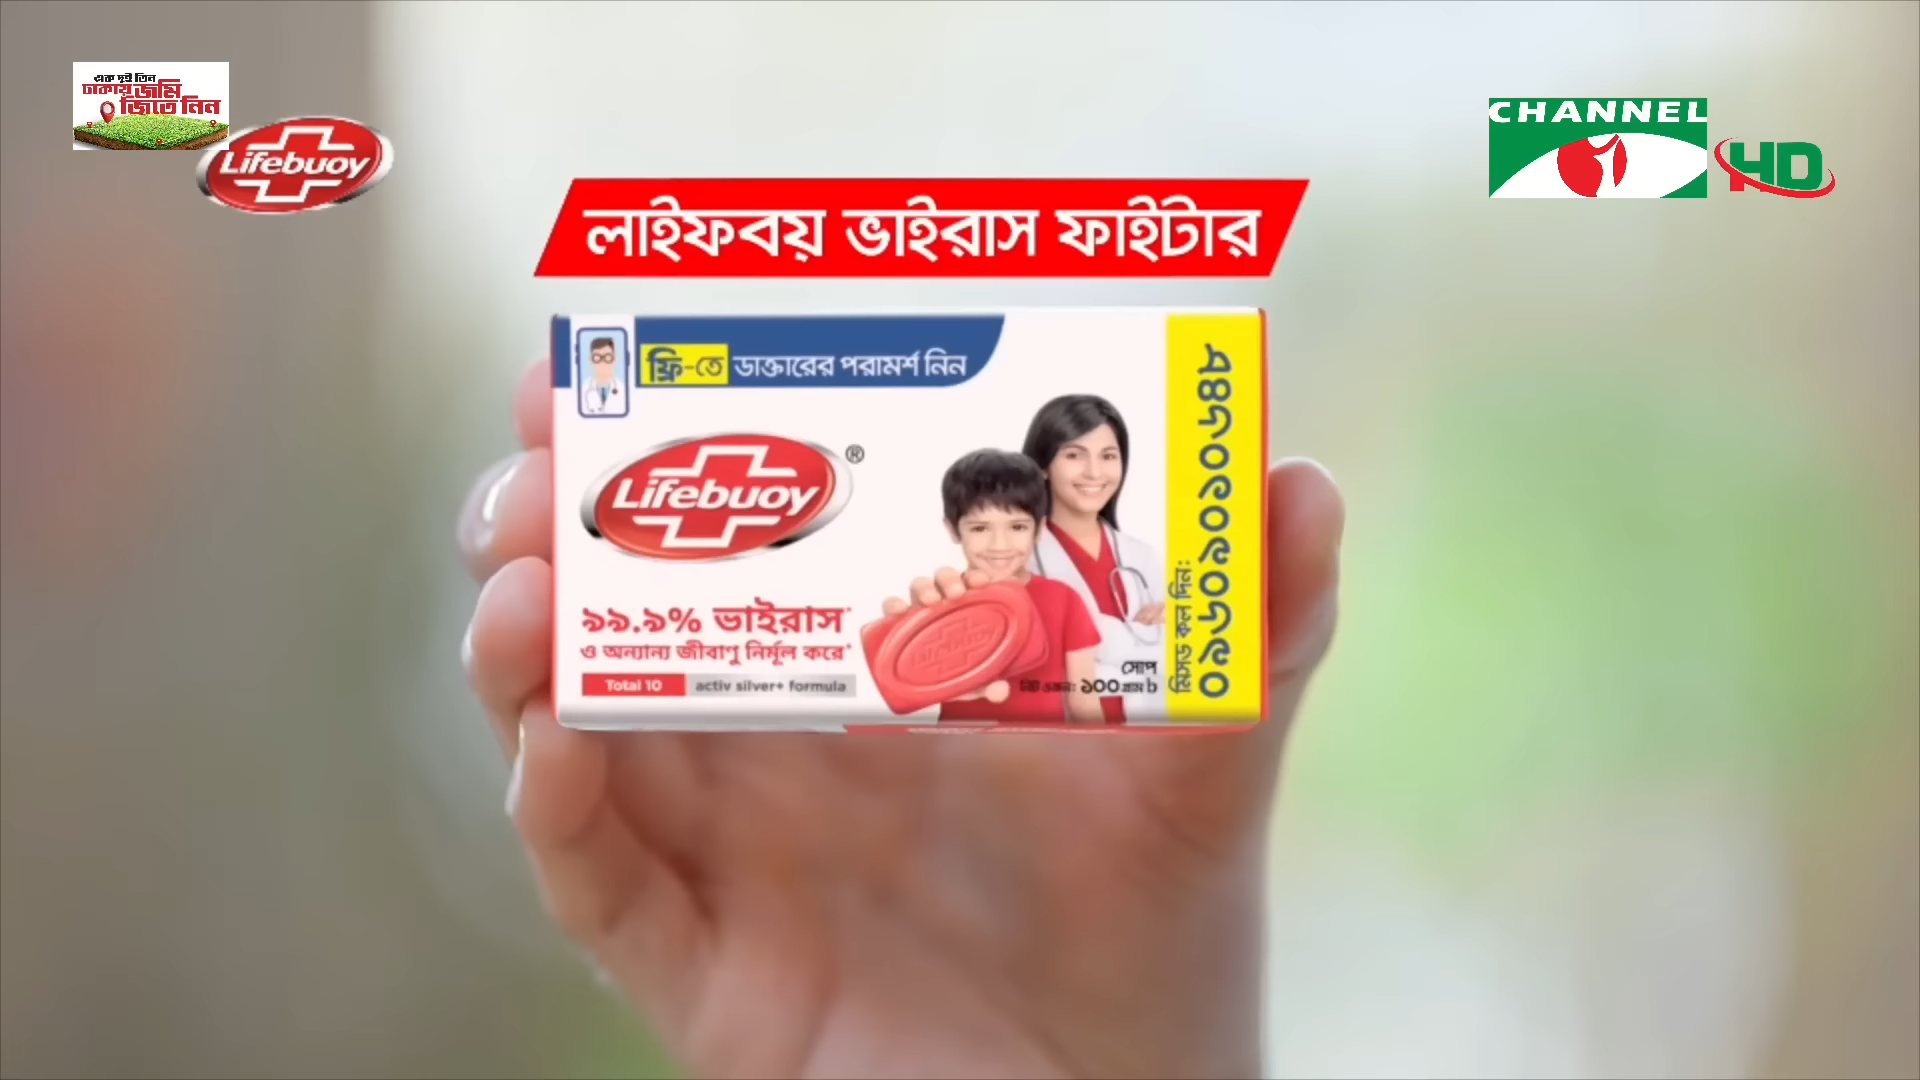 এক দুই তিন
ঢাকায় জমি
জিতে নিন
Lifebuoy
CHANNEL
i
HD
লাইফবয় ভাইরাস ফাইটার
ফ্রি-তে ডাক্তারের পরামর্শ নিন
Lifebuoy®
৯৯.৯% ভাইরাস*
ও অন্যান্য জীবাণু নির্মূল করে*
Total 10 activ silver+ formula
সোপ
১০০ গ্রাম
মিসড কল দিন:
০৯৬০৯০১০৬৪৮